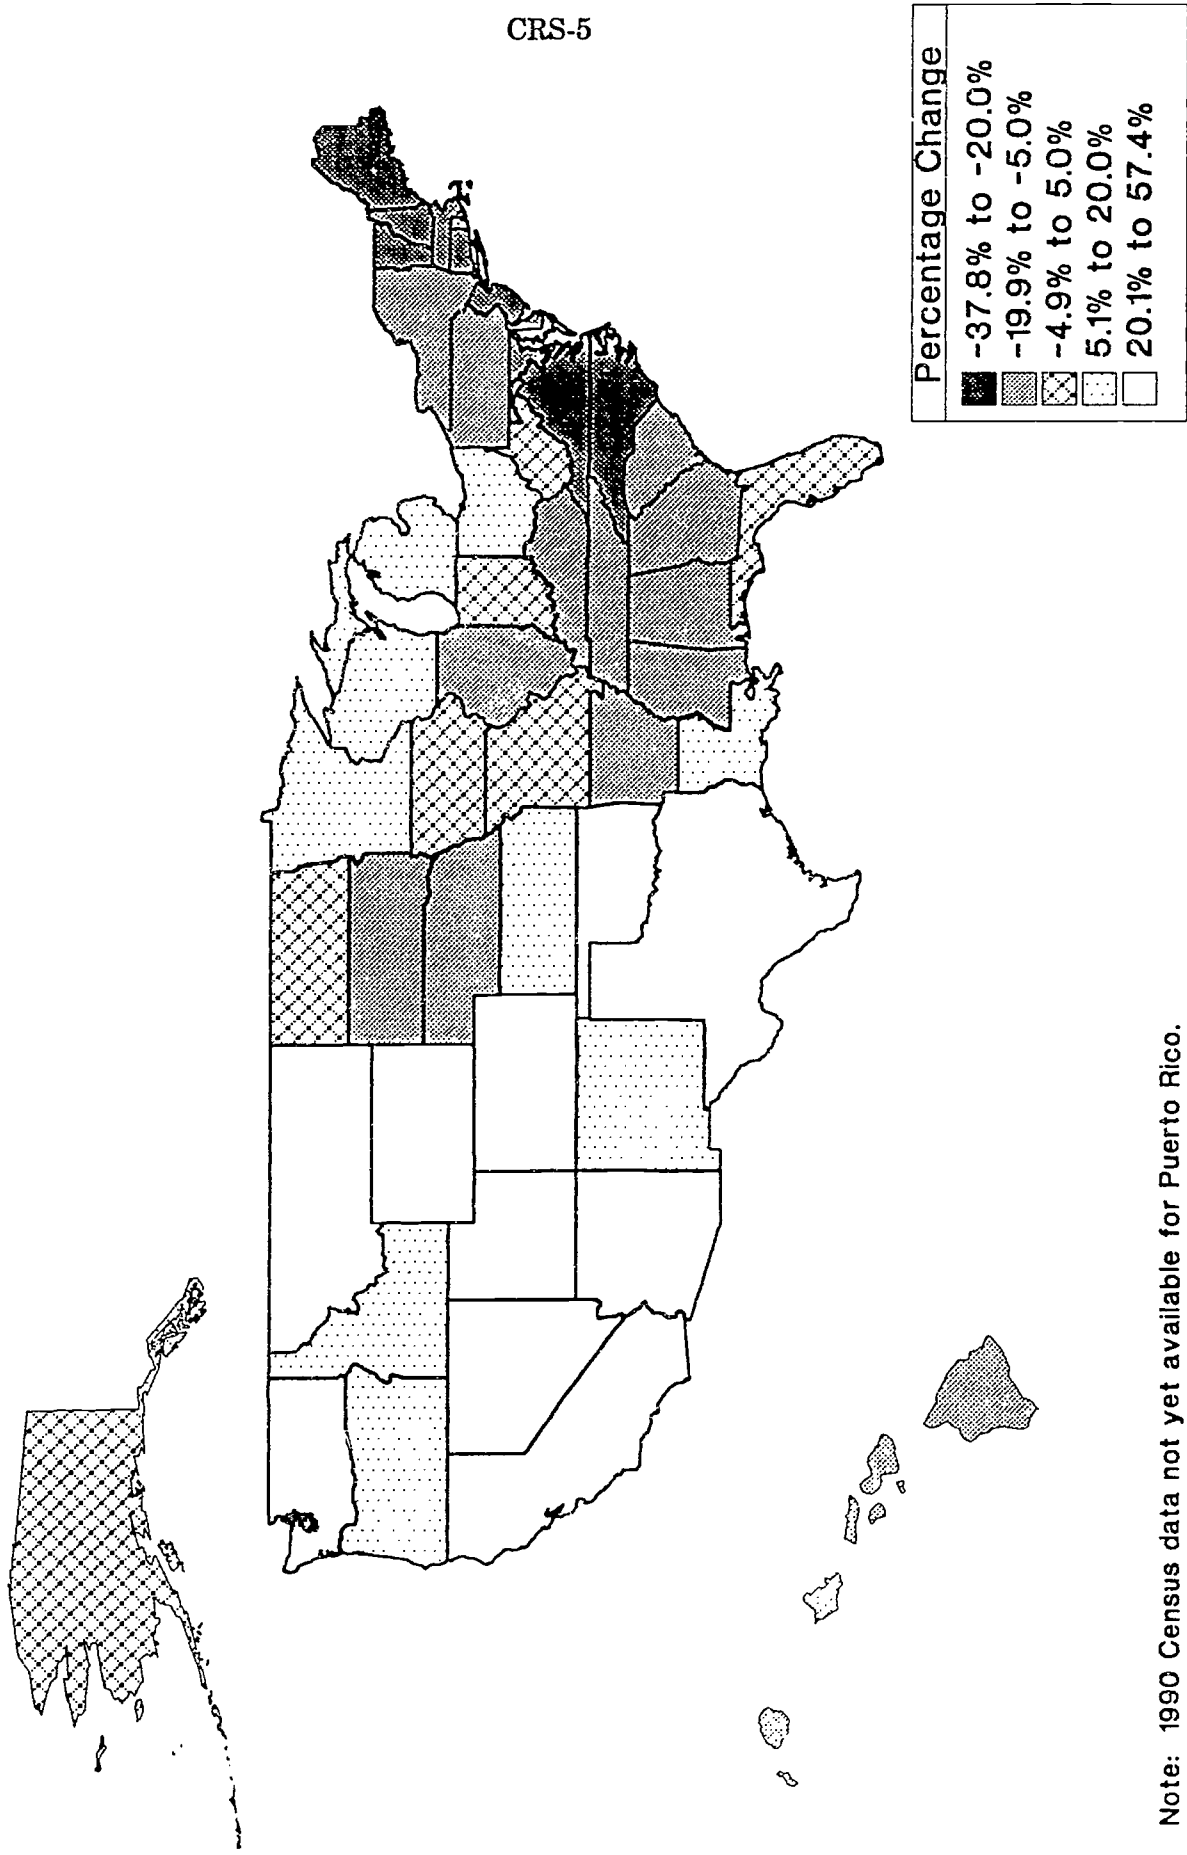 CRS-5
Percentage Change
-37.8% to -20.0%
-19.9% to -5.0%
-4.9% to 5.0%
5.1% to 20.0%
20.1% to 57.4%
Note: 1990 Census data not yet available for Puerto Rico.